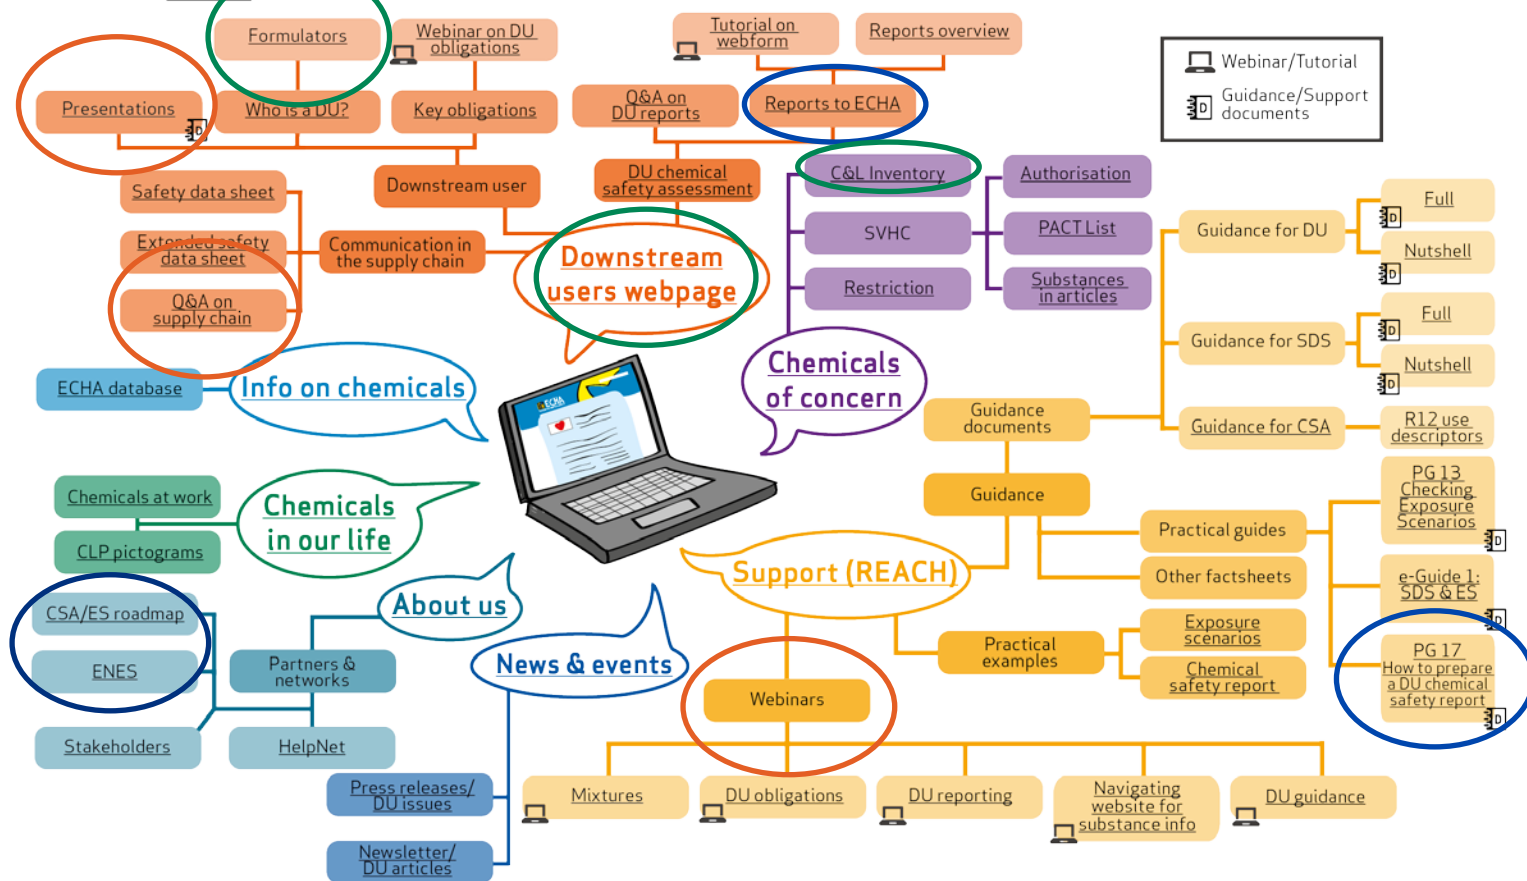 Formulators
Webinar on DU
obligations
Tutorial on
webform
Reports overview
Webinar/Tutorial
Guidance/Support
documents
D
Presentations
D
Who is a DU?
Key obligations
Q&A on
DU reports
Reports to ECHA
Safety data sheet
Downstream user
DU chemical
safety assessment
C&L Inventory
Authorisation
Extended safety
data sheet
Communication in
the supply chain
Downstream
users webpage
SVHC
PACT List
Q&A on
supply chain
Restriction
Substances
in articles
Guidance for DU
Full
D
Nutshell
D
Guidance for SDS
Full
D
Nutshell
D
ECHA database
Info on chemicals
ECHA
Chemicals
of concern
Guidance
documents
Guidance for CSA
R12 use
descriptors
Chemicals at work
CLP pictograms
Chemicals
in our life
Guidance
Practical guides
PG 13
Checking
Exposure
Scenarios
D
Other factsheets
e-Guide 1:
SDS & ES
D
Support (REACH)
CSA/ES roadmap
ENES
About us
Partners &
networks
News & events
Practical
examples
Exposure
scenarios
Chemical
safety report
PG 17
How to prepare
a DU chemical
safety report
D
Webinars
Stakeholders
HelpNet
Press releases/
DU issues
Newsletter/
DU articles
Mixtures
DU obligations
DU reporting
Navigating
website for
substance info
DU guidance